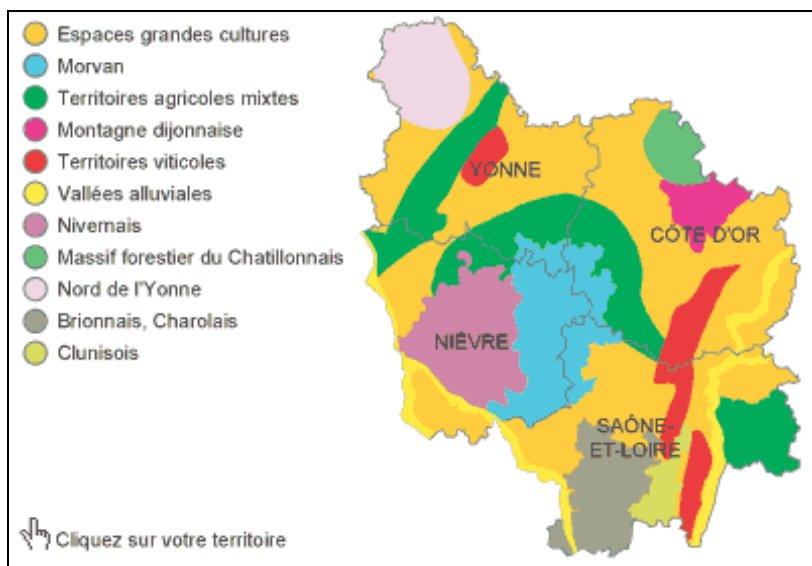 Espaces grandes cultures
Morvan
Territoires agricoles mixtes
Montagne dijonnaise
Territoires viticoles
Vallées alluviales
Nivernais
Massif forestier du Chatillonnais
Nord de l'Yonne
Brionnais, Charolais
Clunisois
Cliquez sur votre territoire
YONNE
CÔTE D'OR
NIÈVRE
SAÔNE-
ET-LOIRE